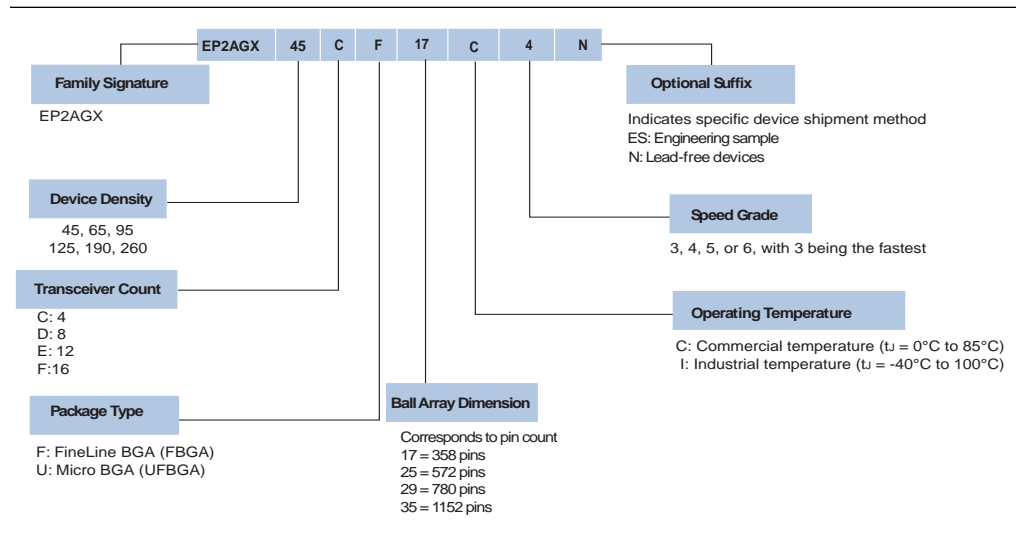 EP2AGX 45 C F 17 C 4 N
Family Signature
EP2AGX
Optional Suffix
Indicates specific device shipment method
ES: Engineering sample
N: Lead-free devices
Device Density
45, 65, 95
125, 190, 260
Speed Grade
3, 4, 5, or 6, with 3 being the fastest
Transceiver Count
C: 4
D: 8
E: 12
F:16
Operating Temperature
C: Commercial temperature (tJ = 0°C to 85°C)
I: Industrial temperature (tJ = -40°C to 100°C)
Package Type
F: FineLine BGA (FBGA)
U: Micro BGA (UFBGA)
Ball Array Dimension
Corresponds to pin count
17 = 358 pins
25 = 572 pins
29 = 780 pins
35 = 1152 pins